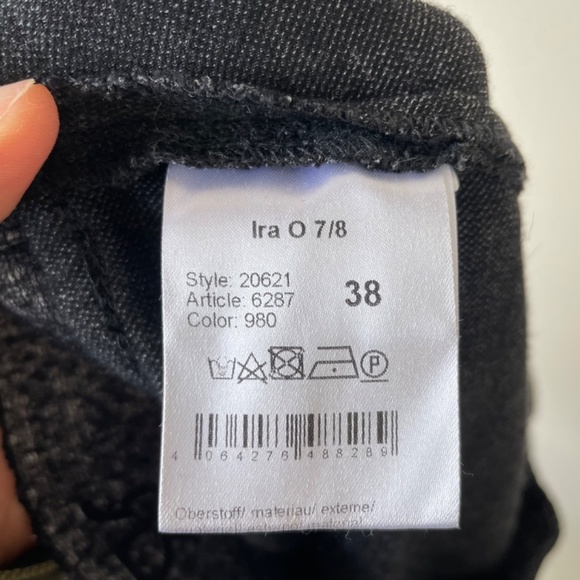 Ira O 7/8
Style: 20621
Article: 6287
Color: 980
38
P
4 064276 488289
Oberstoff/ materiau/ externe/